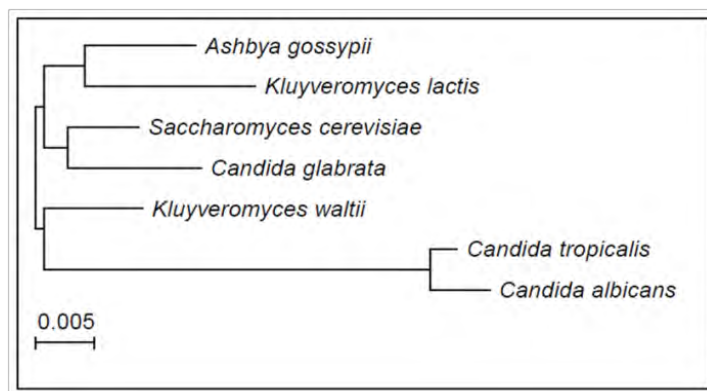 Ashbya gossypii
Kluyveromyces lactis
Saccharomyces cerevisiae
Candida glabrata
Kluyveromyces waltii
Candida tropicalis
Candida albicans
0.005